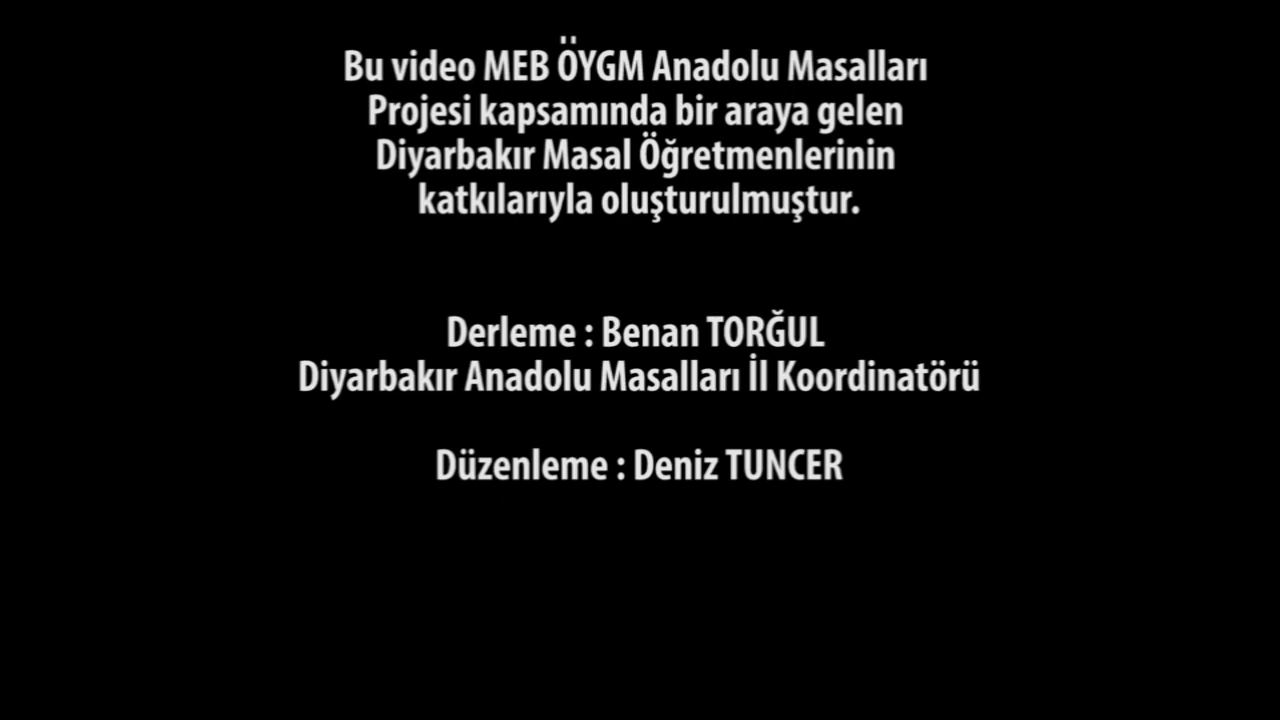 Bu video MEB ÖYGM Anadolu Masalları
Projesi kapsamında bir araya gelen
Diyarbakır Masal Öğretmenlerinin
katkılarıyla oluşturulmuştur.
Derleme : Benan TORĞUL
Diyarbakır Anadolu Masalları İl Koordinatörü
Düzenleme : Deniz TUNCER